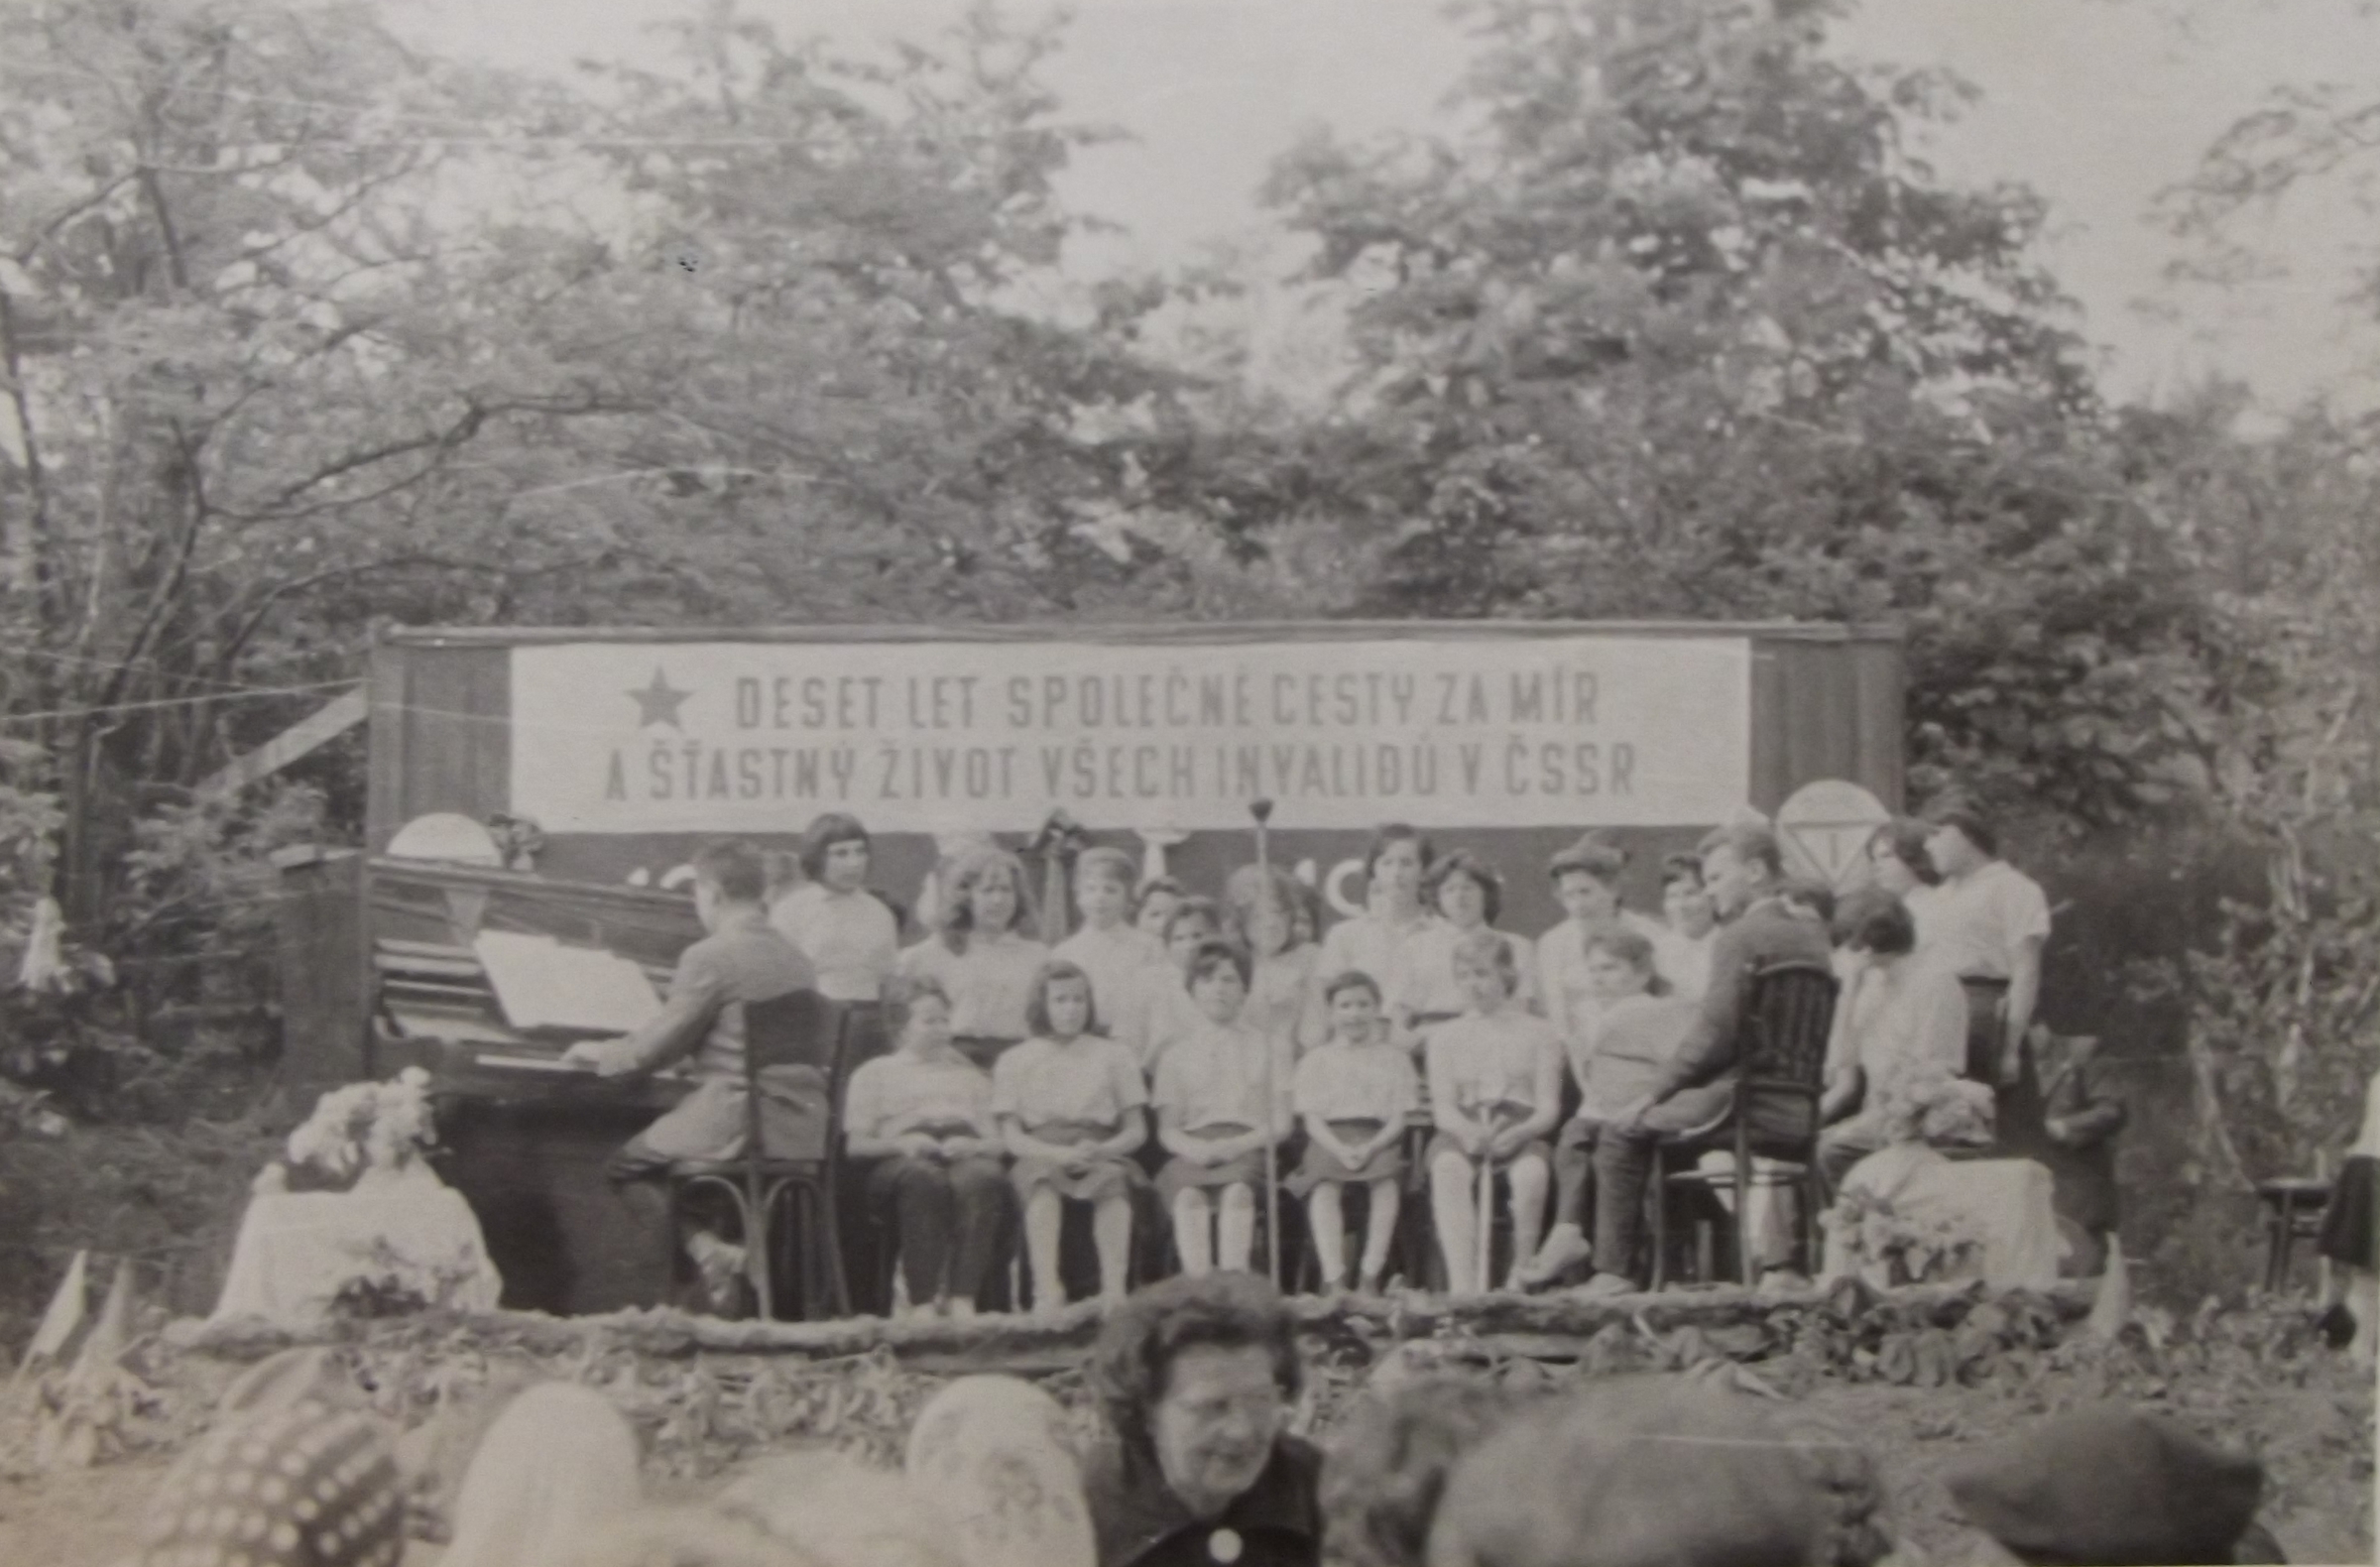 DESET LET SPOLEČNÉ CESTY ZA MÍR
A ŠŤASTNÝ ŽIVOT VŠECH INVALIDŮ V ČSSR